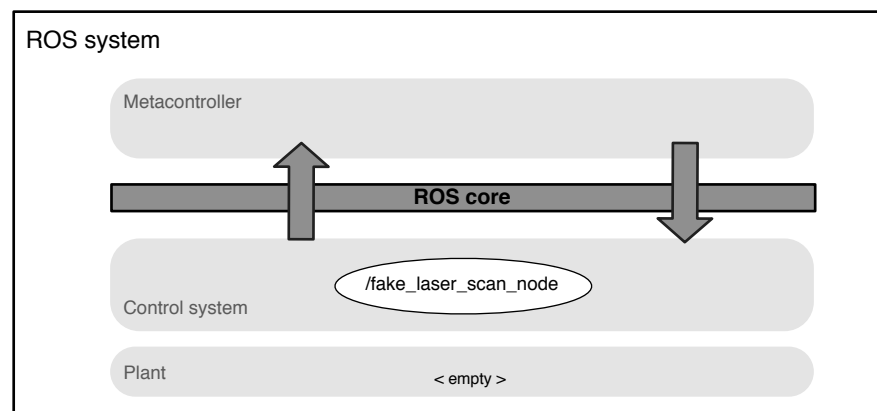 ROS system
Metacontroller
ROS core
/fake_laser_scan_node
Control system
Plant
< empty >